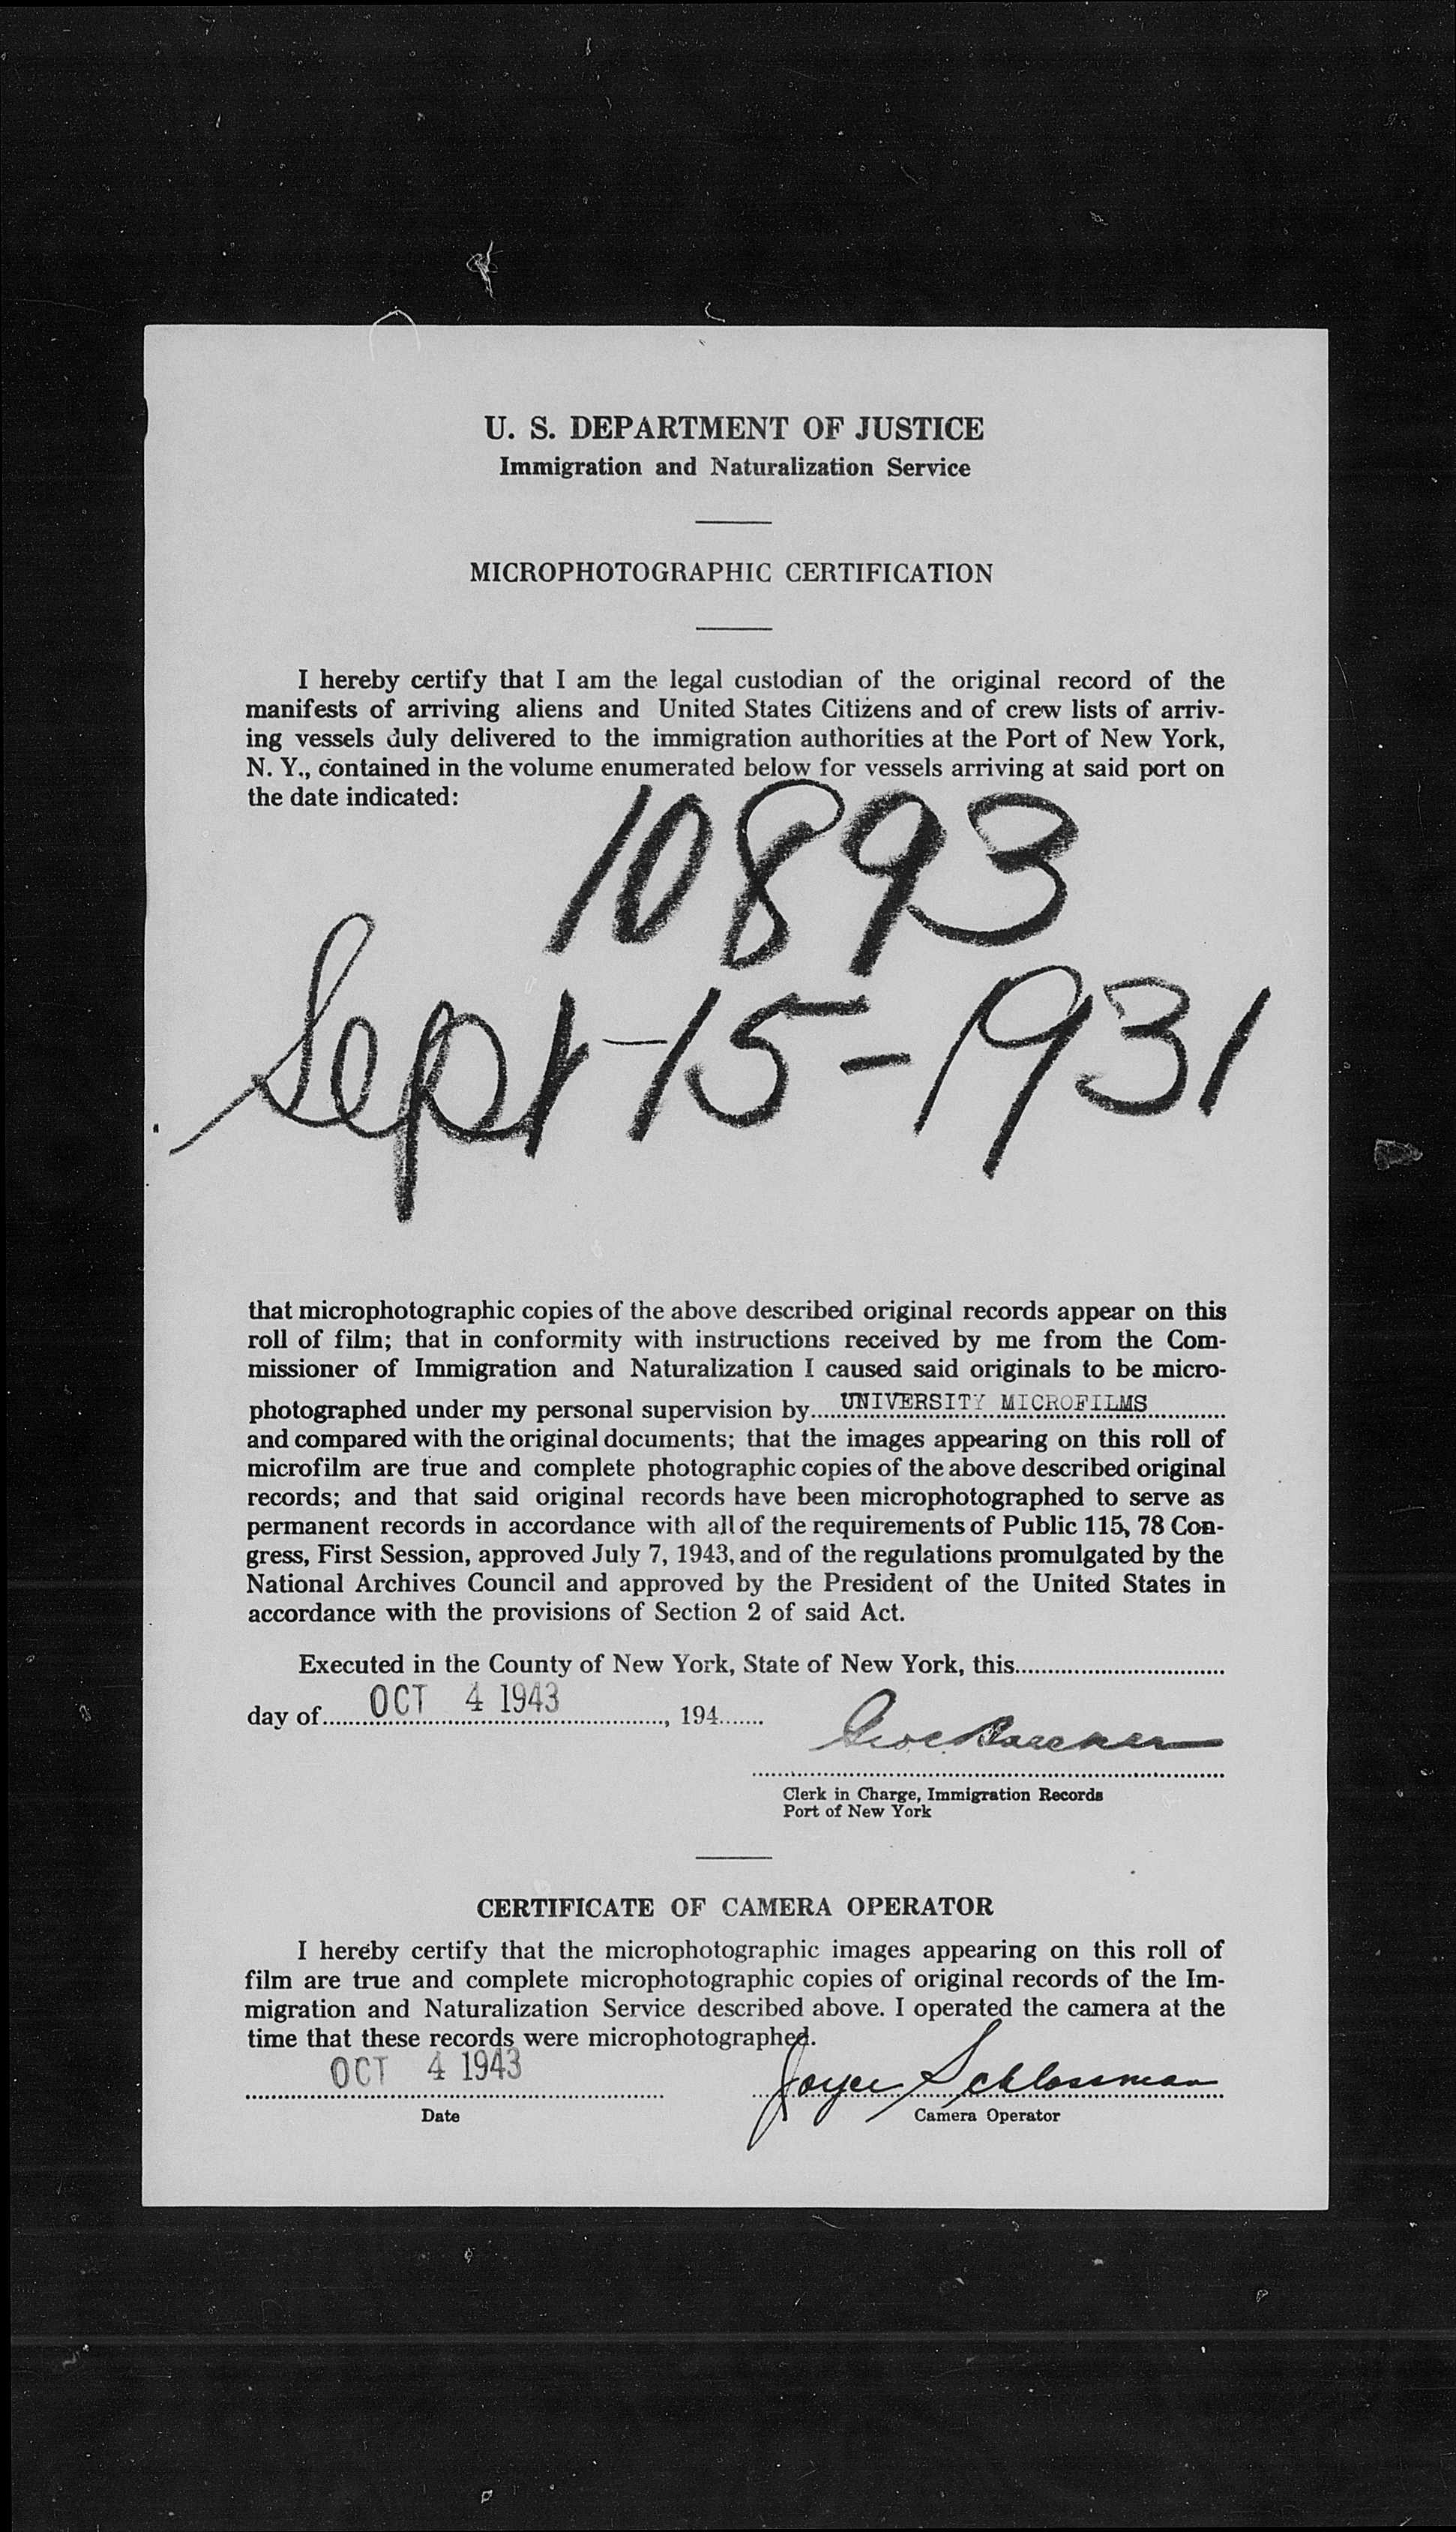 U. S. DEPARTMENT OF JUSTICE
Immigration and Naturalization Service
MICROPHOTOGRAPHIC CERTIFICATION
I hereby certify that I am the legal custodian of the original record of the
manifests of arriving aliens and United States Citizens and of crew lists of arriv-
ing vessels duly delivered to the immigration authorities at the Port of New York,
N. Y., contained in the volume enumerated below for vessels arriving at said port on
the date indicated:
10893
Sept-15-1931
that microphotographic copies of the above described original records appear on this
roll of film; that in conformity with instructions received by me from the Com-
missioner of Immigration and Naturalization I caused said originals to be micro-
photographed under my personal supervision by.....UNIVERSITY MICROFILMS............
and compared with the original documents; that the images appearing on this roll of
microfilm are true and complete photographic copies of the above described original
records; and that said original records have been microphotographed to serve as
permanent records in accordance with all of the requirements of Public 115, 78 Con-
gress, First Session, approved July 7, 1943, and of the regulations promulgated by the
National Archives Council and approved by the President of the United States in
accordance with the provisions of Section 2 of said Act.
Executed in the County of New York, State of New York, this................................
day of.......OCT 4 1943..............., 194.......
Clerk in Charge, Immigration Records
Port of New York
CERTIFICATE OF CAMERA OPERATOR
I hereby certify that the microphotographic images appearing on this roll of
film are true and complete microphotographic copies of original records of the Im-
migration and Naturalization Service described above. I operated the camera at the
time that these records were microphotographed.
OCT 4 1943 Joyce Schlossman
Date Camera Operator